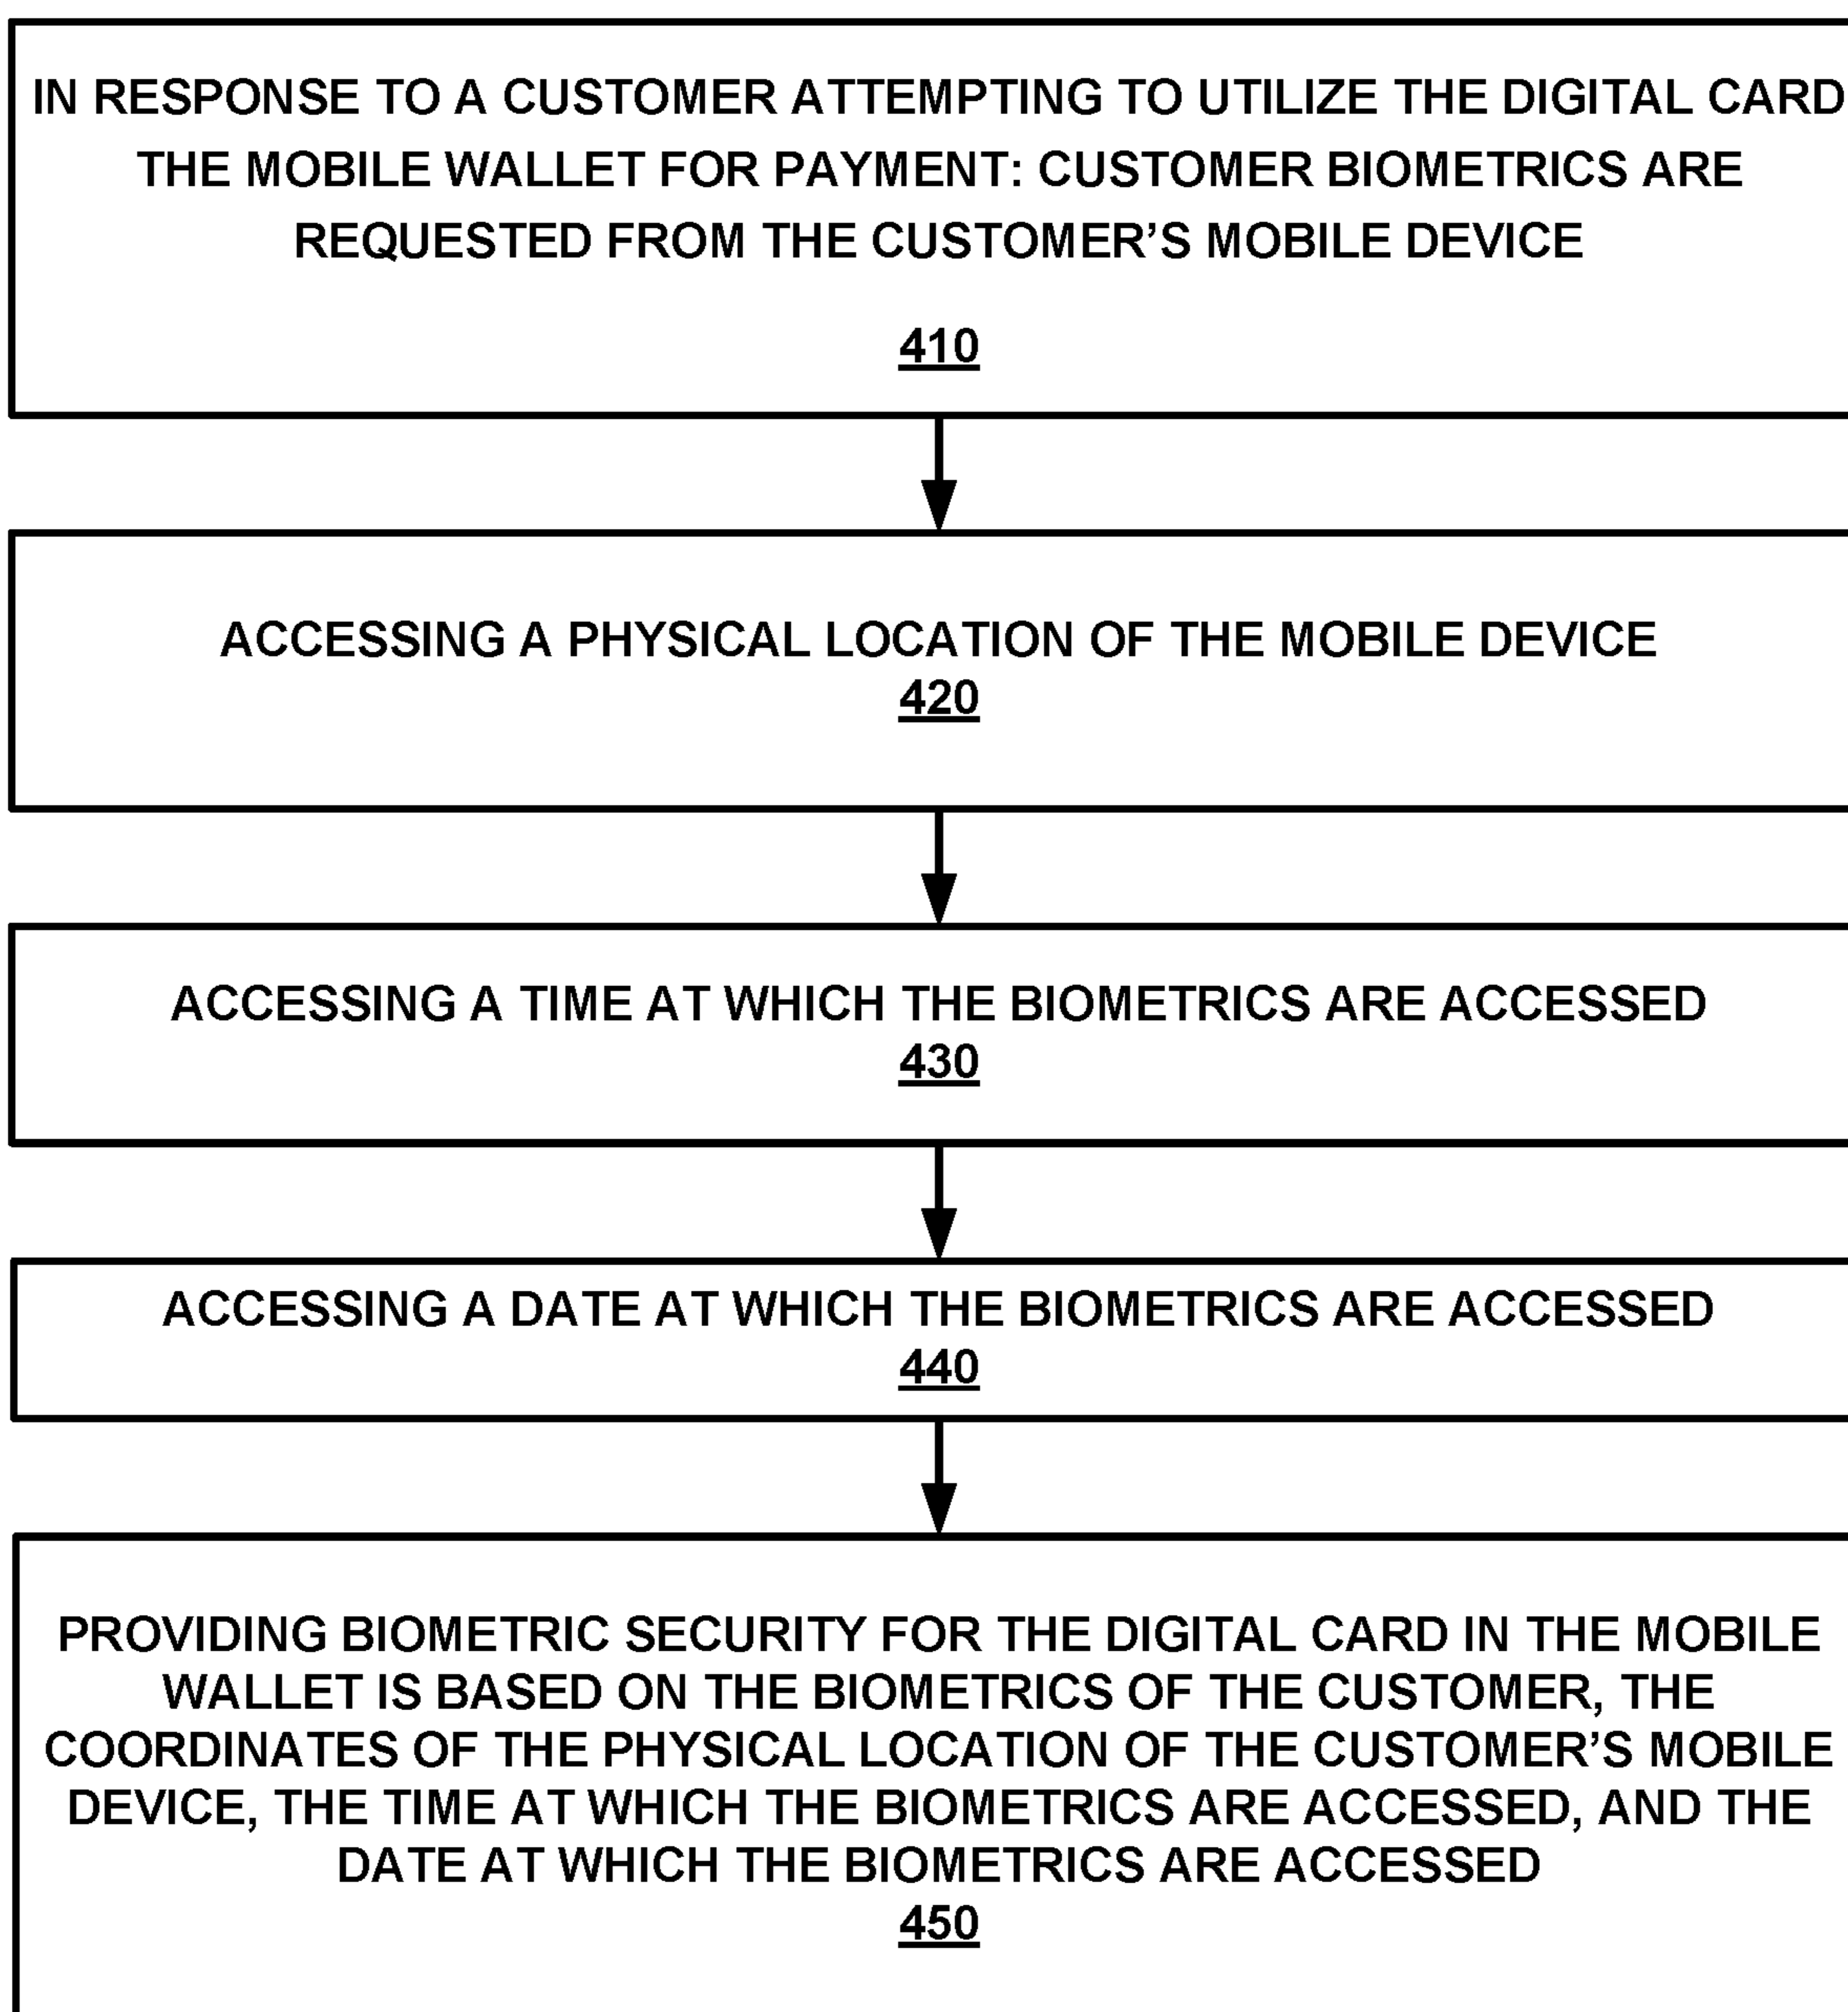 IN RESPONSE TO A CUSTOMER ATTEMPTING TO UTILIZE THE DIGITAL CARD
THE MOBILE WALLET FOR PAYMENT: CUSTOMER BIOMETRICS ARE
REQUESTED FROM THE CUSTOMER’S MOBILE DEVICE
410
ACCESSING A PHYSICAL LOCATION OF THE MOBILE DEVICE
420
ACCESSING A TIME AT WHICH THE BIOMETRICS ARE ACCESSED
430
ACCESSING A DATE AT WHICH THE BIOMETRICS ARE ACCESSED
440
PROVIDING BIOMETRIC SECURITY FOR THE DIGITAL CARD IN THE MOBILE
WALLET IS BASED ON THE BIOMETRICS OF THE CUSTOMER, THE
COORDINATES OF THE PHYSICAL LOCATION OF THE CUSTOMER’S MOBILE
DEVICE, THE TIME AT WHICH THE BIOMETRICS ARE ACCESSED, AND THE
DATE AT WHICH THE BIOMETRICS ARE ACCESSED
450